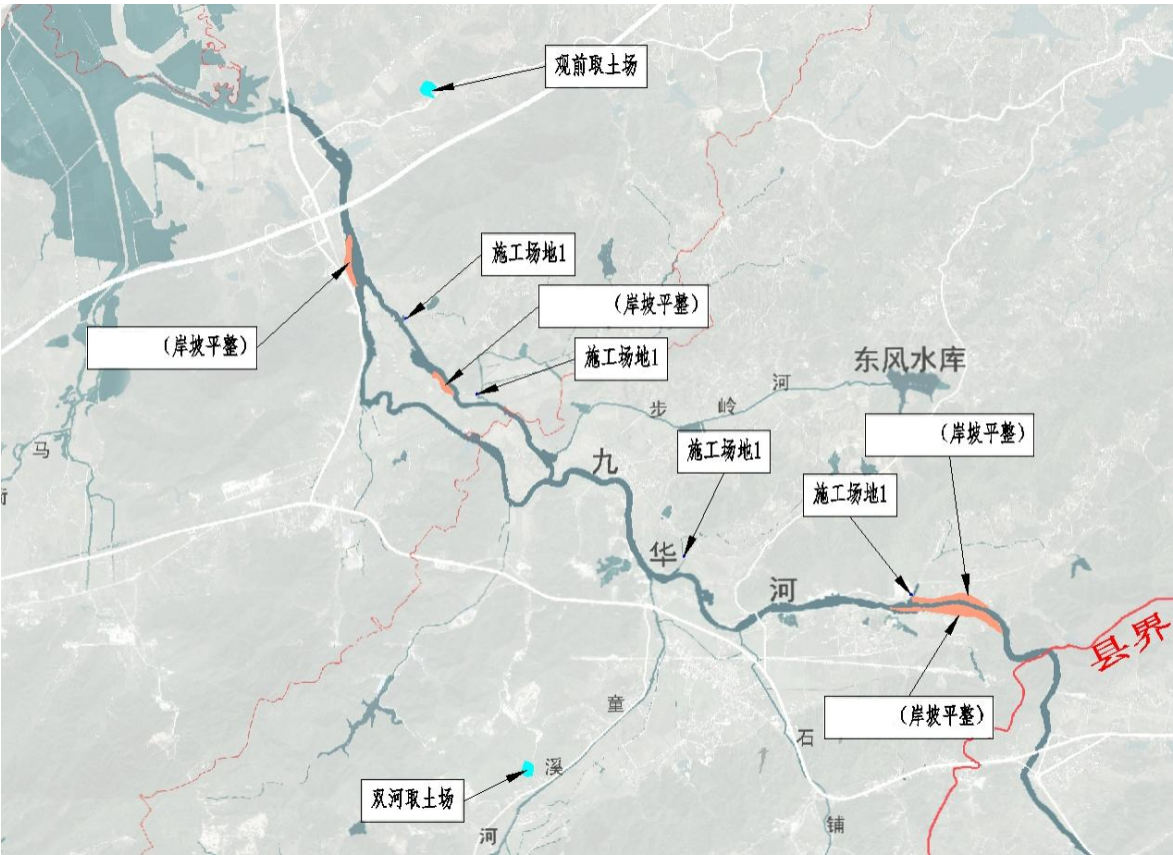 观前取土场
施工场地1
(岸坡平整)
(岸坡平整)
施工场地1
东风水库
步岭河
(岸坡平整)
马
施工场地1
施工场地1
九华河
县界
(岸坡平整)
童溪河
石铺
双河取土场